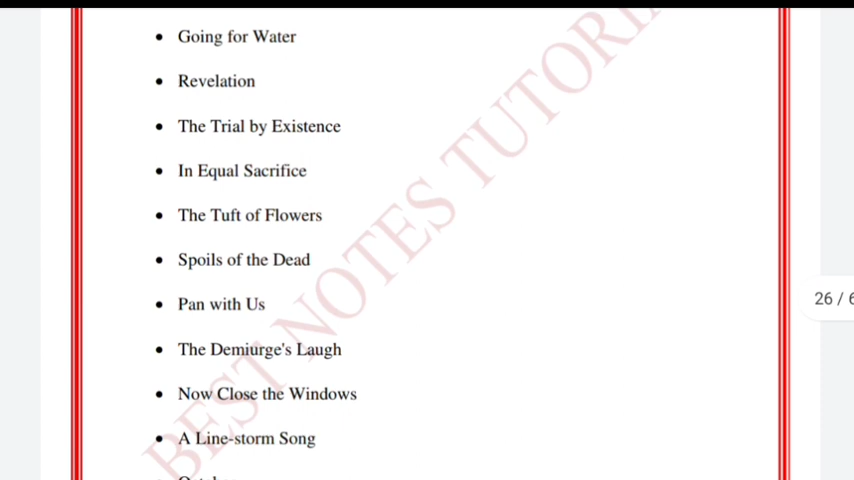 • Going for Water
• Revelation
• The Trial by Existence
• In Equal Sacrifice
• The Tuft of Flowers
• Spoils of the Dead
• Pan with Us
• The Demiurge's Laugh
• Now Close the Windows
• A Line-storm Song
BEST NOTES
26 / 6